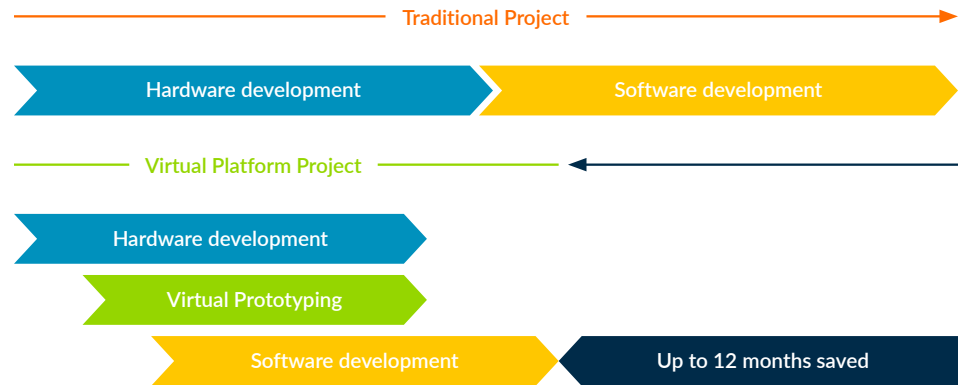 Traditional Project
Hardware development
Software development
Virtual Platform Project
Hardware development
Virtual Prototyping
Software development
Up to 12 months saved